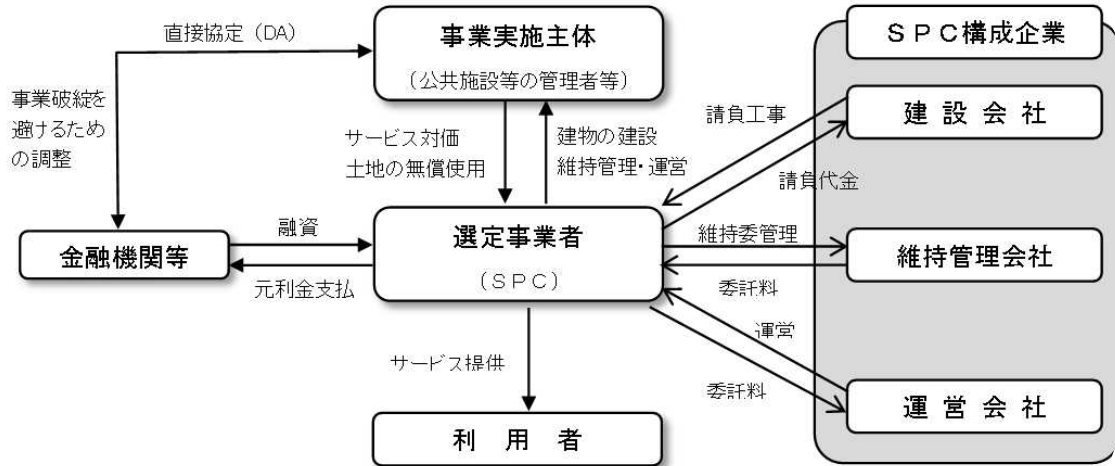 直接協定（DA）
事業実施主体
（公共施設等の管理者等）
ＳＰＣ構成企業
事業破綻を
避けるため
の調整
サービス対価
土地の無償使用
建物の建設
維持管理・運営
請負工事
建設会社
請負代金
金融機関等
融資
元利金支払
選定事業者
（ＳＰＣ）
維持委管理
委託料
維持管理会社
運営
委託料
運営会社
サービス提供
利用者